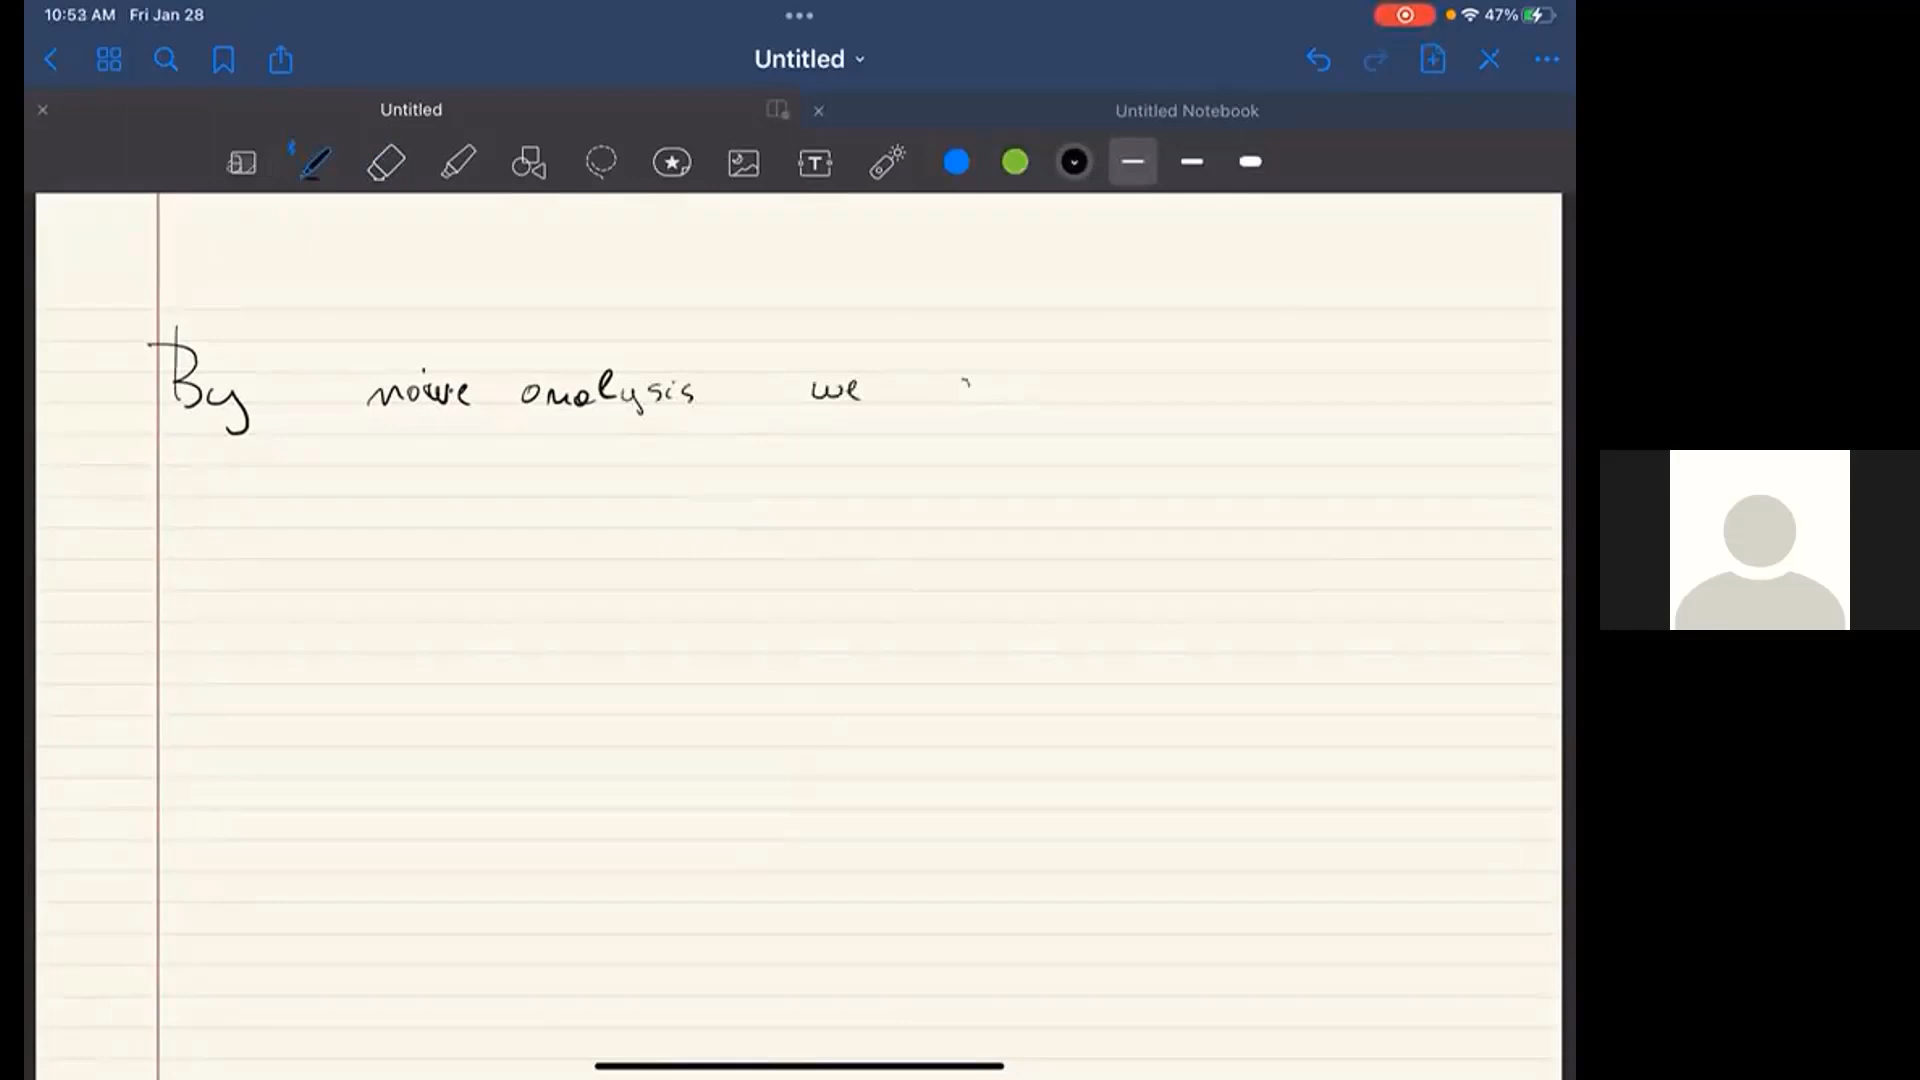 10:53 AM Fri Jan 28
47%
Untitled
Untitled
Untitled Notebook
T
By naive analysis we